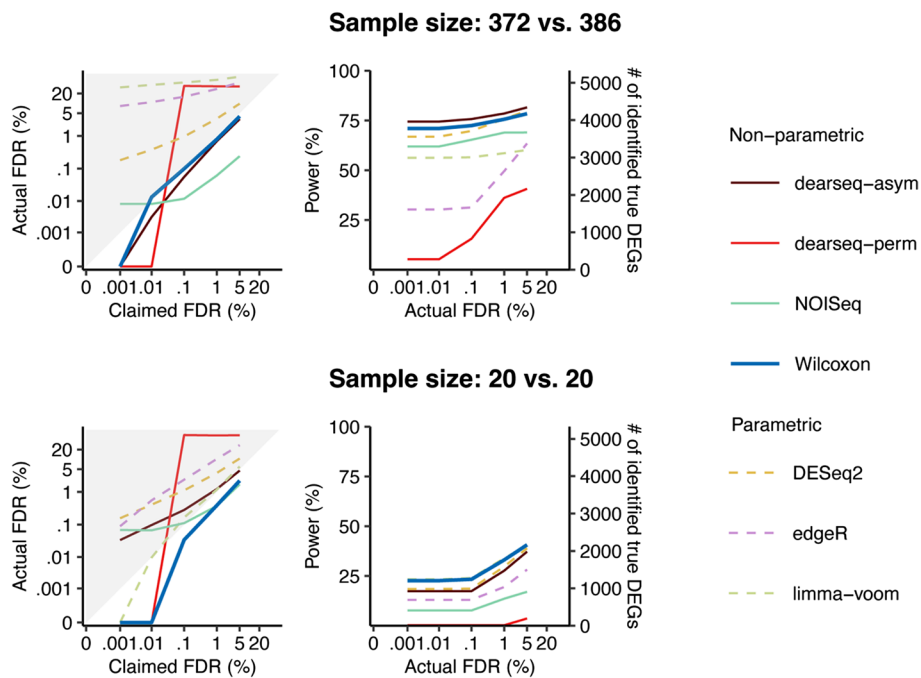 Sample size: 372 vs. 386
Actual FDR (%)
20
5
1
.1
.01
.001
0
0 .001 .01 .1 1 5 20
Claimed FDR (%)
Power (%)
100
75
50
25
0 .001 .01 .1 1 5 20
Actual FDR (%)
5000
4000
3000
2000
1000
0
# of identified true DEGs
Sample size: 20 vs. 20
Actual FDR (%)
20
5
1
.1
.01
.001
0
0 .001 .01 .1 1 5 20
Claimed FDR (%)
Power (%)
100
75
50
25
0 .001 .01 .1 1 5 20
Actual FDR (%)
5000
4000
3000
2000
1000
0
# of identified true DEGs
Non-parametric
dearseq-asym
dearseq-perm
NOISeq
Wilcoxon
Parametric
DESeq2
edgeR
limma-voom